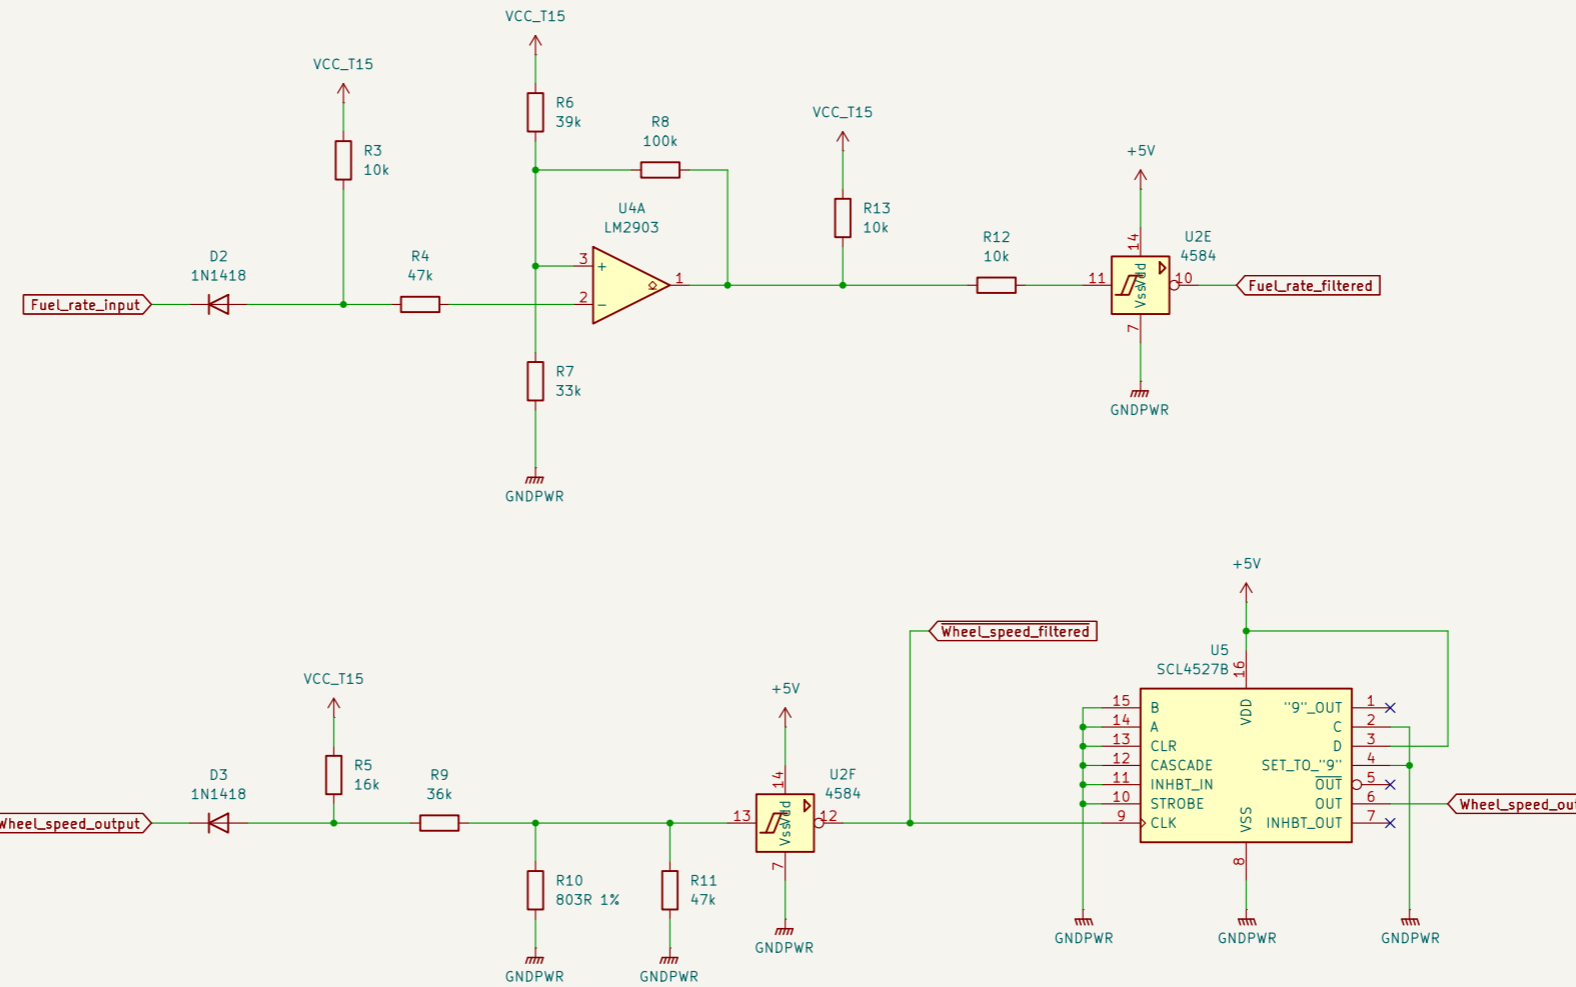 VCC_T15
VCC_T15
R6
39k
R3
10k
R8
100k
VCC_T15
R13
10k
+5V
U4A
LM2903
D2
1N1418
R4
47k
3
+
2
−
1
R12
10k
14
U2E
4584
11
Vdd
Vss
10
7
Fuel_rate_input
Fuel_rate_filtered
R7
33k
GNDPWR
GNDPWR
+5V
Wheel_speed_filtered
U5
SCL4527B
16
VCC_T15
+5V
R5
16k
D3
1N1418
R9
36k
14
U2F
4584
13
Vdd
Vss
12
7
Wheel_speed_output
15
B
VDD
"9"_OUT
1
14
A
C
2
13
CLR
D
3
12
CASCADE
SET_TO_"9"
4
11
INHBT_IN
OUT
5
10
STROBE
OUT
6
9
CLK
VSS
INHBT_OUT
7
8
Wheel_speed_out
R10
803R 1%
R11
47k
GNDPWR
GNDPWR
GNDPWR
GNDPWR
GNDPWR
GNDPWR